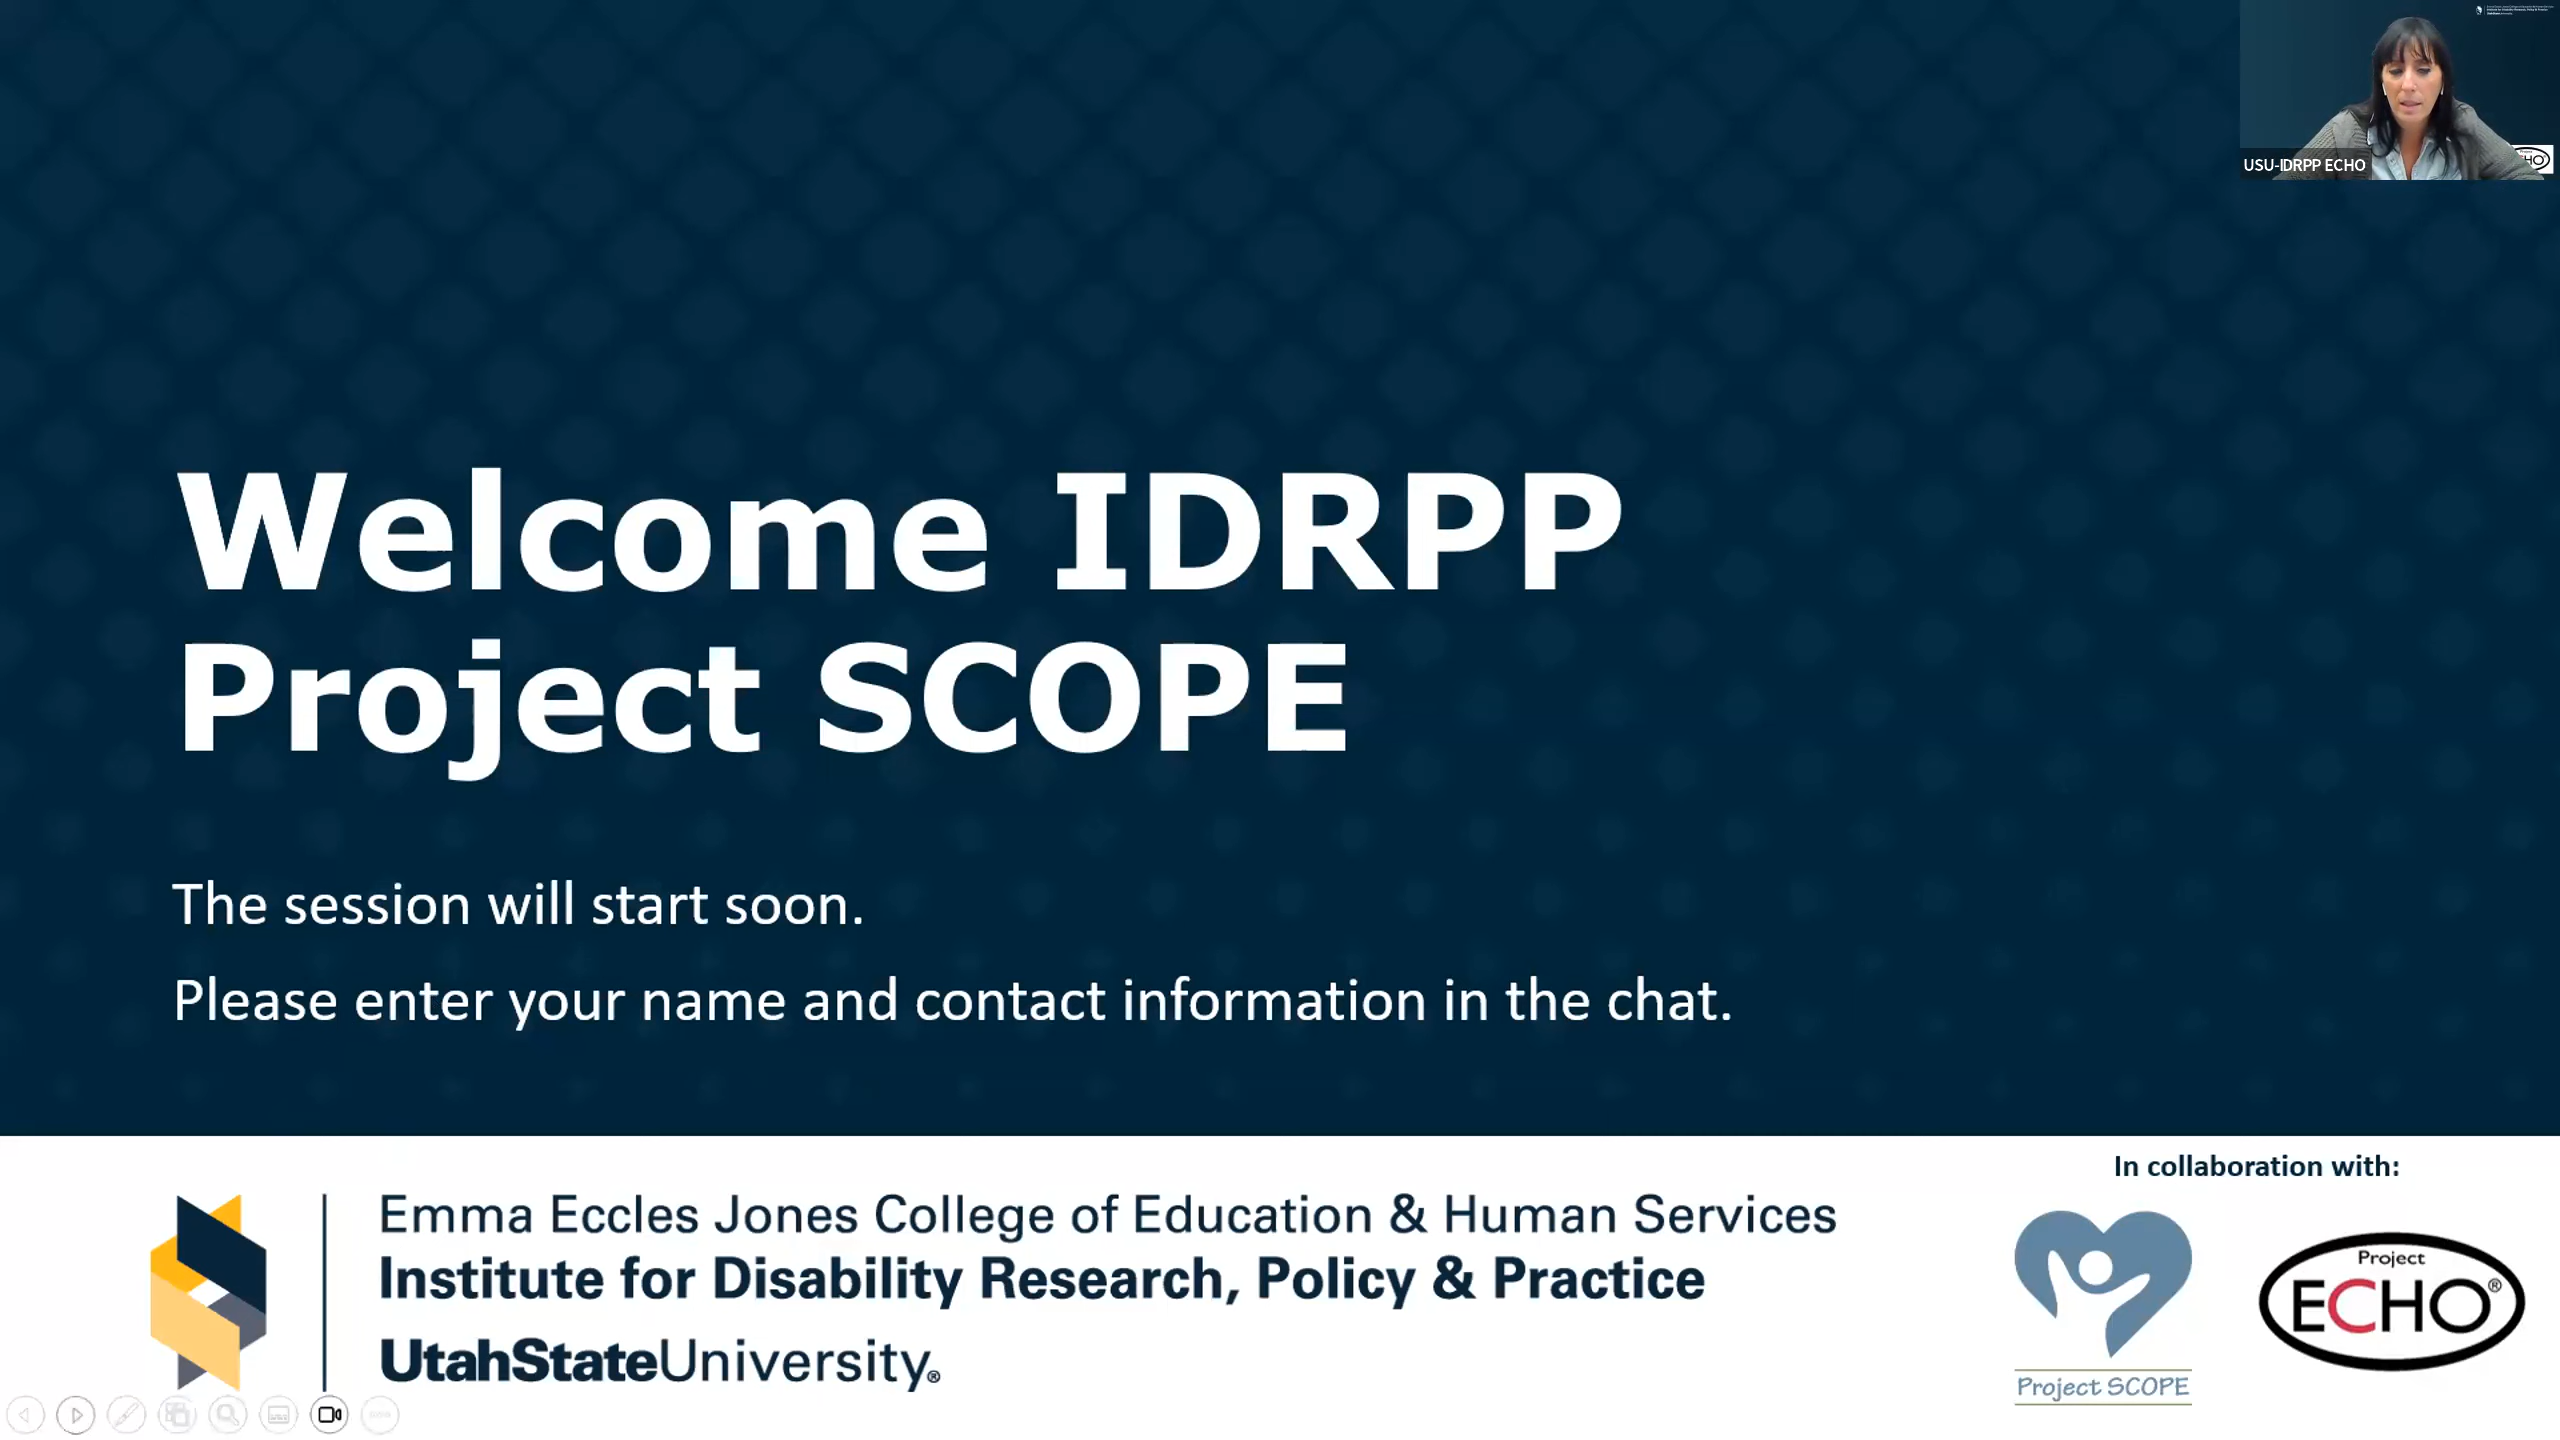 USU-IDRPP ECHO
Welcome IDRPP
Project SCOPE
The session will start soon.
Please enter your name and contact information in the chat.
In collaboration with:
Emma Eccles Jones College of Education & Human Services
Institute for Disability Research, Policy & Practice
UtahStateUniversity®
Project SCOPE
Project
ECHO®